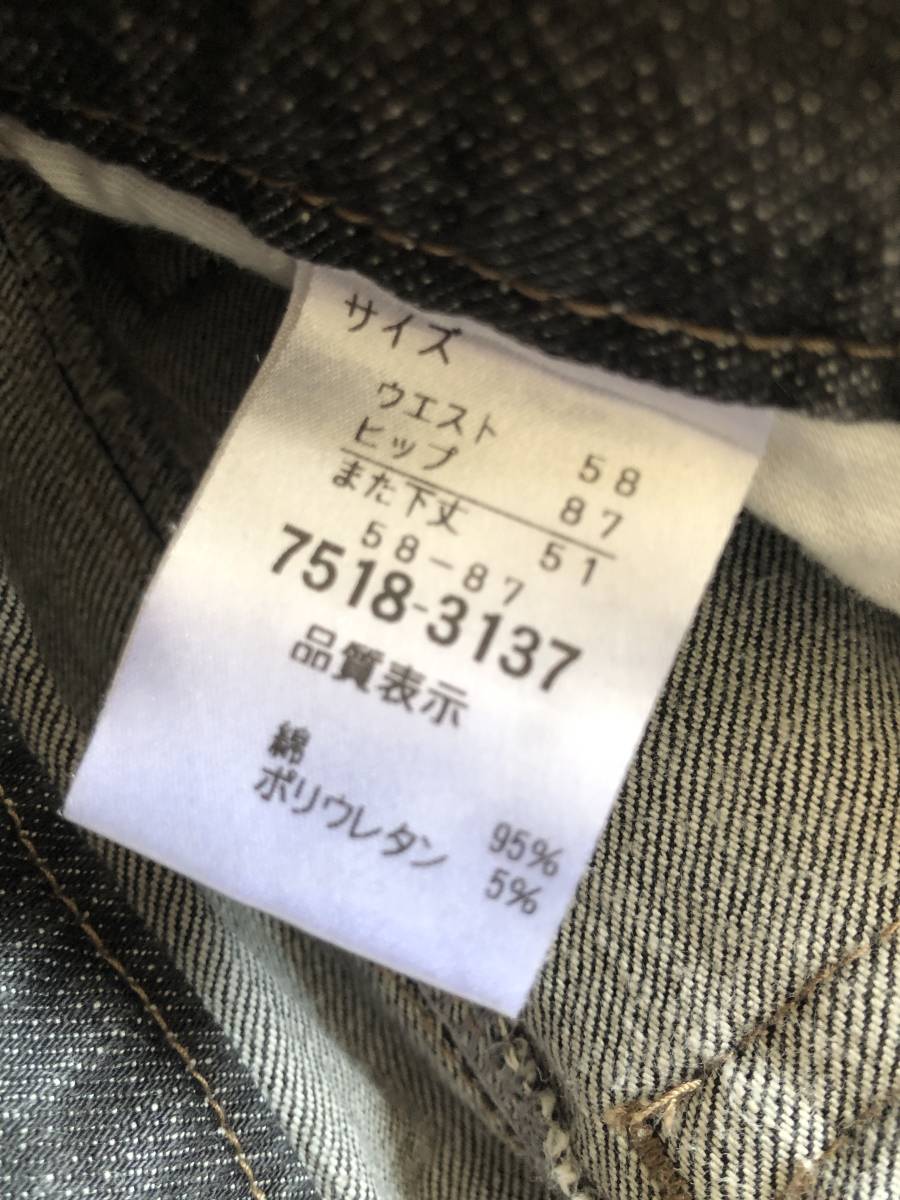 サイズ
ウエスト 58
ヒップ 87
また下丈 51
58-87
7518-3137
品質表示
綿 95%
ポリウレタン 5%